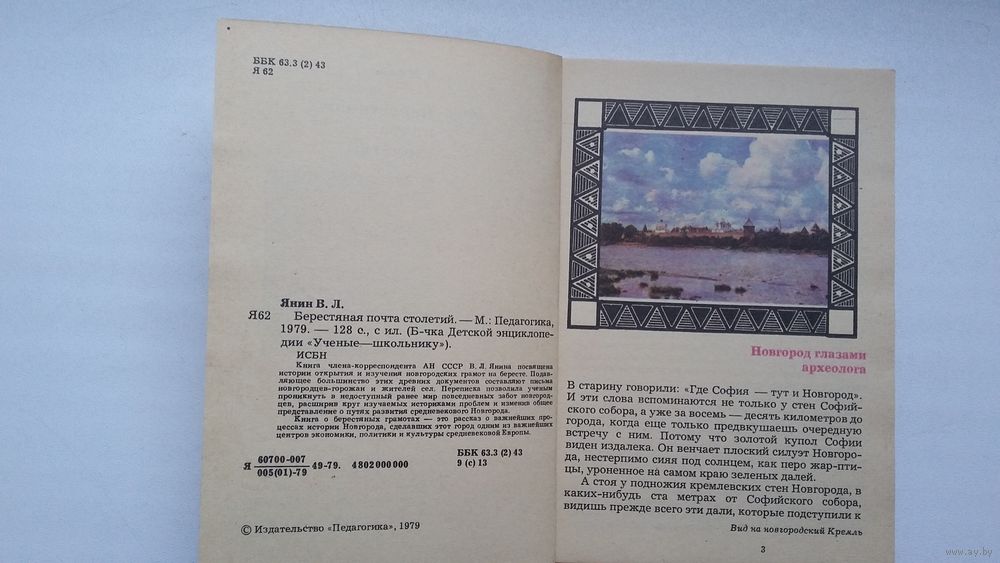 ББК 63.3 (2) 43
Я 62
Янин В. Л.
Я62 Берестяная почта столетий. — М.: Педагогика,
1979. — 128 с., с ил. (Б-чка Детской энциклопе-
дии «Ученые—школьнику»).
ИСБН
Книга члена-корреспондента АН СССР В. Л. Янина посвящена
истории открытия и изучения новгородских грамот на бересте. Подав-
ляющее большинство этих древних документов составляют письма
новгородцев-горожан и жителей сел. Переписка позволила ученым
проникнуть в недоступный ранее мир повседневных забот новгород-
цев, расширив круг изучаемых историками проблем и изменив общее
представление о путях развития средневекового Новгорода.
Книга о берестяных грамотах — это рассказ о важнейших про-
цессах истории Новгорода, сделавших этот город одним из важнейших
центров экономики, политики и культуры средневековой Европы.
Я 60700-007
005(01)-79 49-79. 4802000000
ББК 63.3 (2) 43
9 (с) 13
© Издательство «Педагогика», 1979
Новгород глазами
археолога
В старину говорили: «Где София — тут и Новгород».
И эти слова вспоминаются не только у стен Софий-
ского собора, а уже за восемь — десять километров до
города, когда еще только предвкушаешь очередную
встречу с ним. Потому что золотой купол Софии
виден издалека. Он венчает плоский силуэт Новгоро-
да, нестерпимо сияя под солнцем, как перо жар-пти-
цы, уроненное на самом краю зеленых далей.
А стоя у подножия кремлевских стен Новгорода, в
каких-нибудь ста метрах от Софийского собора,
видишь прежде всего эти дали, которые подступили к
Вид на новгородский Кремль
3
www.ay.by